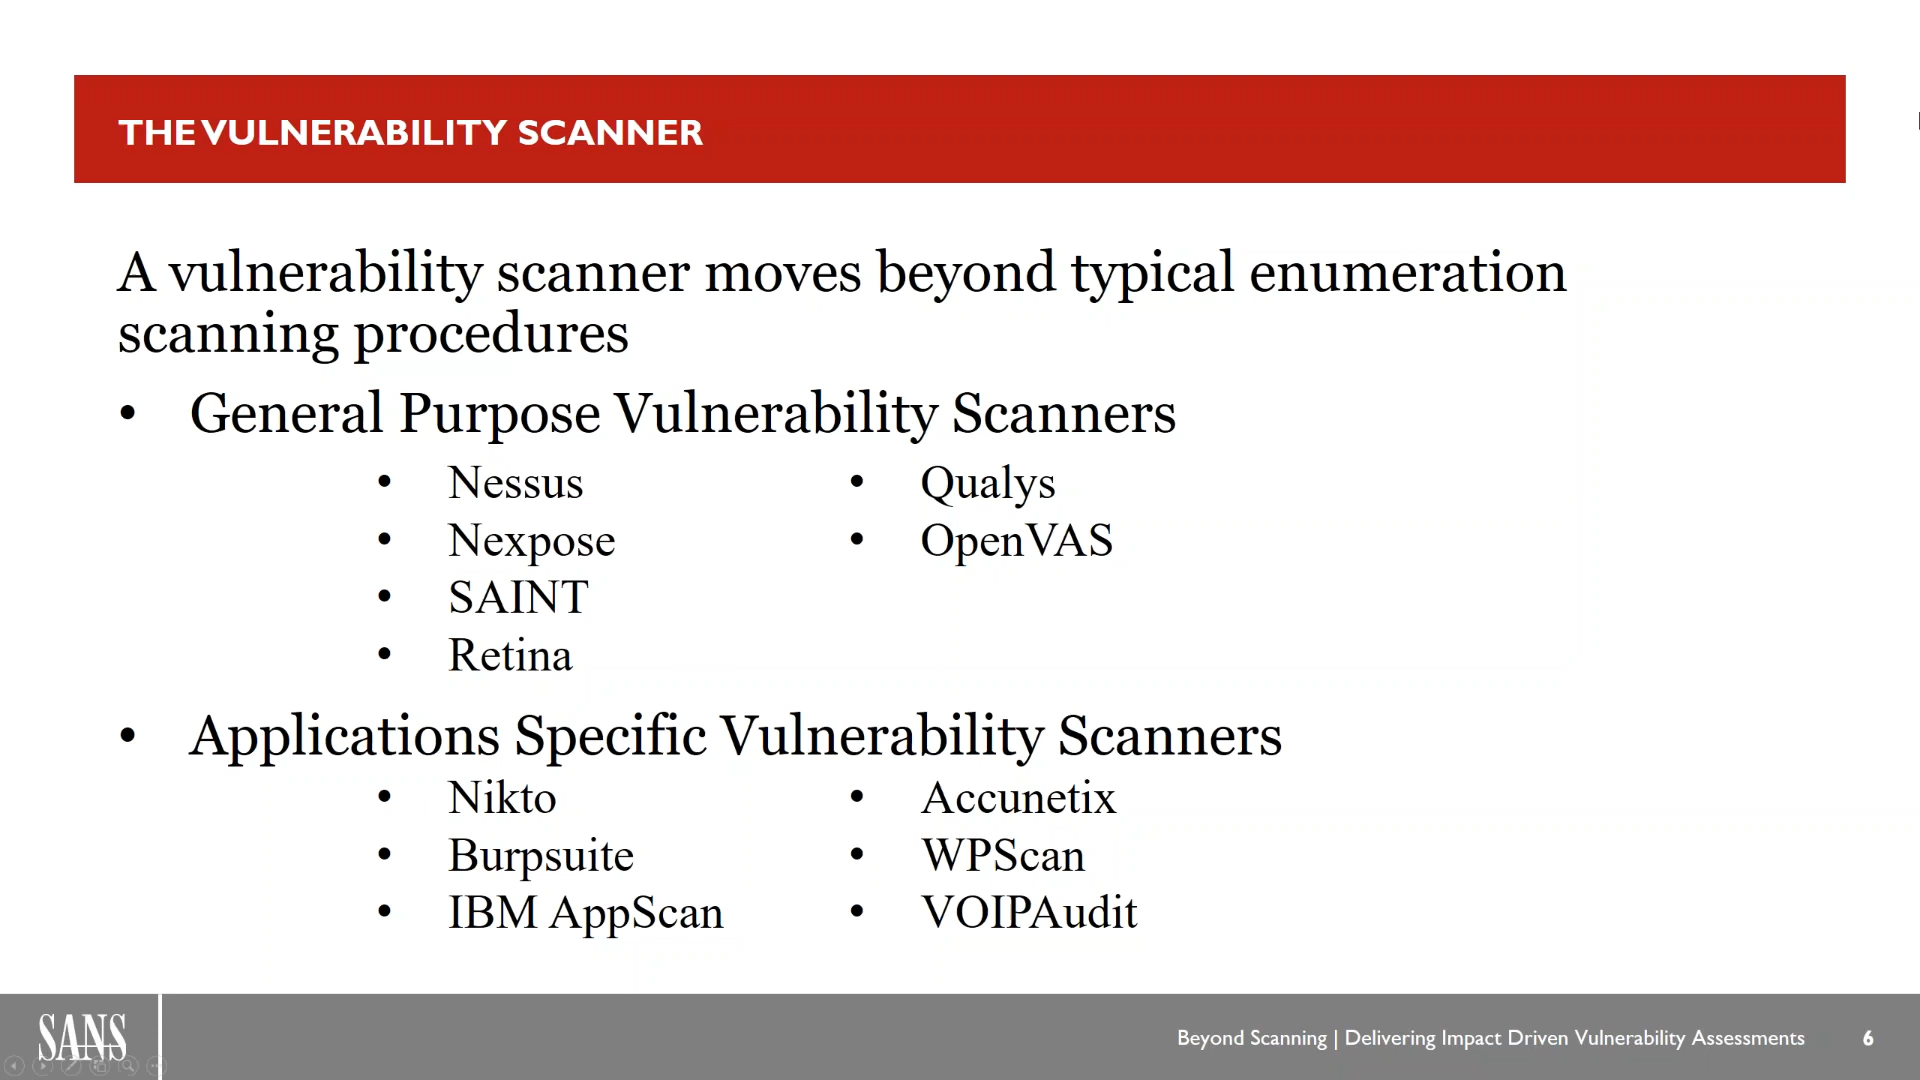 THE VULNERABILITY SCANNER
A vulnerability scanner moves beyond typical enumeration
scanning procedures
• General Purpose Vulnerability Scanners
• Nessus
• Nexpose
• SAINT
• Retina
• Qualys
• OpenVAS
• Applications Specific Vulnerability Scanners
• Nikto
• Burpsuite
• IBM AppScan
• Accunetix
• WPScan
• VOIPAudit
SANS
Beyond Scanning | Delivering Impact Driven Vulnerability Assessments
6